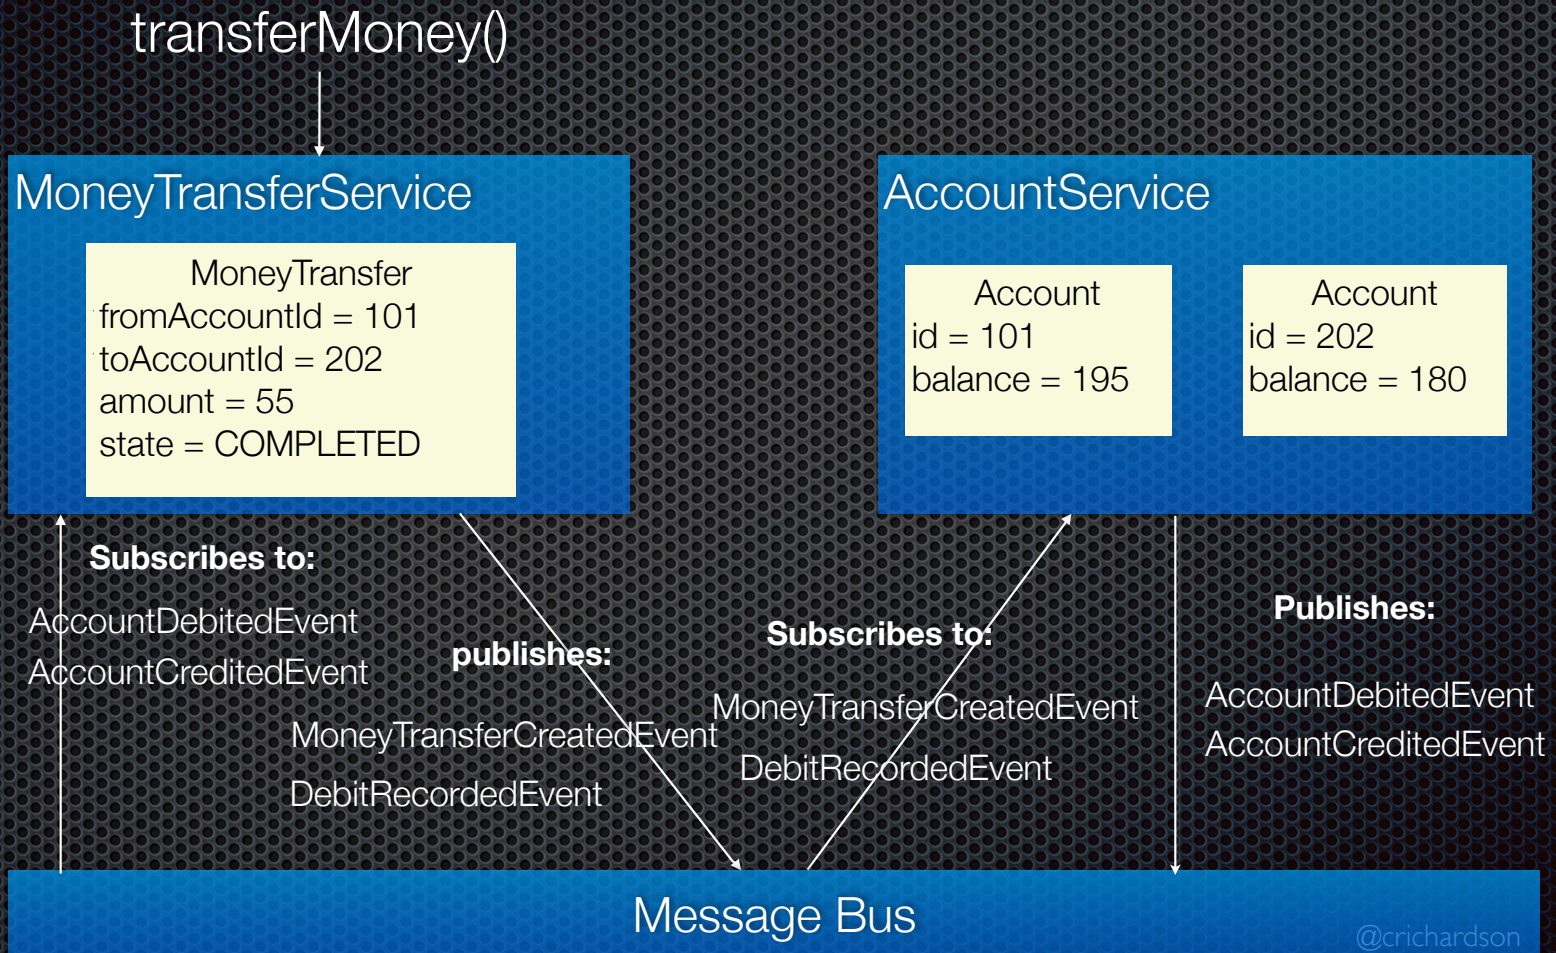 transferMoney()
MoneyTransferService
MoneyTransfer
fromAccountId = 101
toAccountId = 202
amount = 55
state = COMPLETED
AccountService
Account
id = 101
balance = 195
Account
id = 202
balance = 180
Subscribes to:
AccountDebitedEvent
AccountCreditedEvent
publishes:
MoneyTransferCreatedEvent
DebitRecordedEvent
Subscribes to:
MoneyTransferCreatedEvent
DebitRecordedEvent
Publishes:
AccountDebitedEvent
AccountCreditedEvent
Message Bus
@crichardson